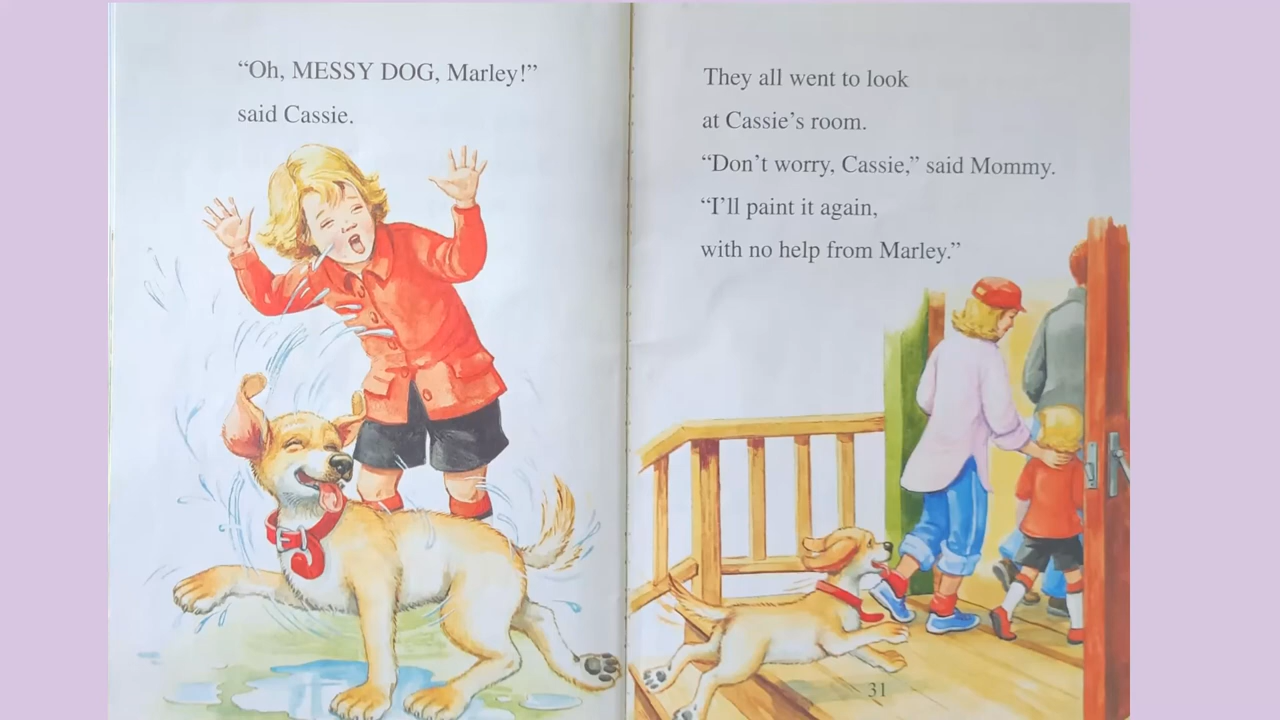 “Oh, MESSY DOG, Marley!”
said Cassie.
They all went to look
at Cassie’s room.
“Don’t worry, Cassie,” said Mommy.
“I’ll paint it again,
with no help from Marley.”
31